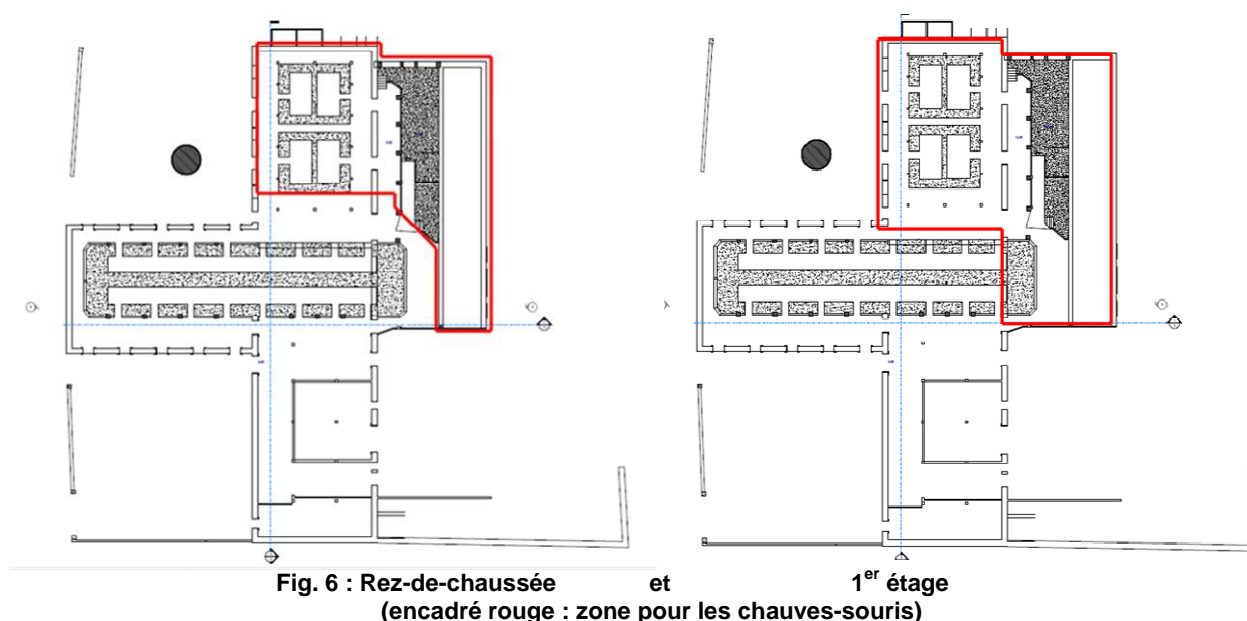 Fig. 6 : Rez-de-chaussée et 1er étage
(encadré rouge : zone pour les chauves-souris)